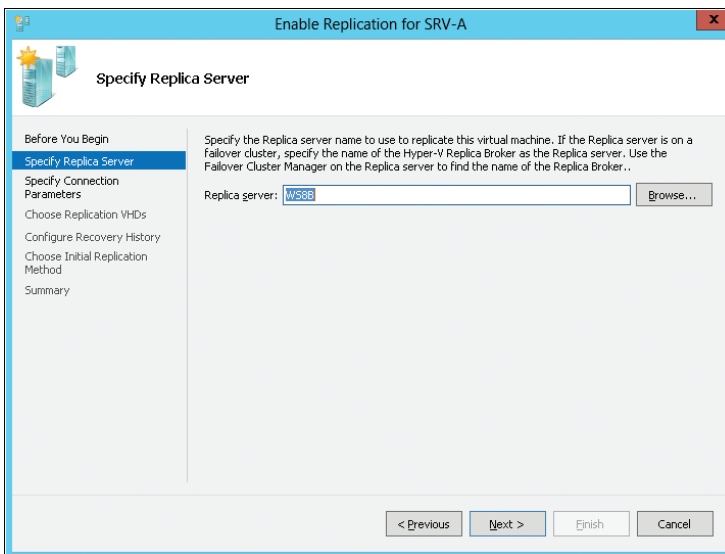 Enable Replication for SRV-A
x
Specify Replica Server
Before You Begin
Specify Replica Server
Specify Connection
Parameters
Choose Replication VHDs
Configure Recovery History
Choose Initial Replication
Method
Summary
Specify the Replica server name to use to replicate this virtual machine. If the Replica server is on a
failover cluster, specify the name of the Hyper-V Replica Broker as the Replica server. Use the
Failover Cluster Manager on the Replica server to find the name of the Replica Broker..
Replica server: WS8B Browse...
< Previous Next > Finish Cancel